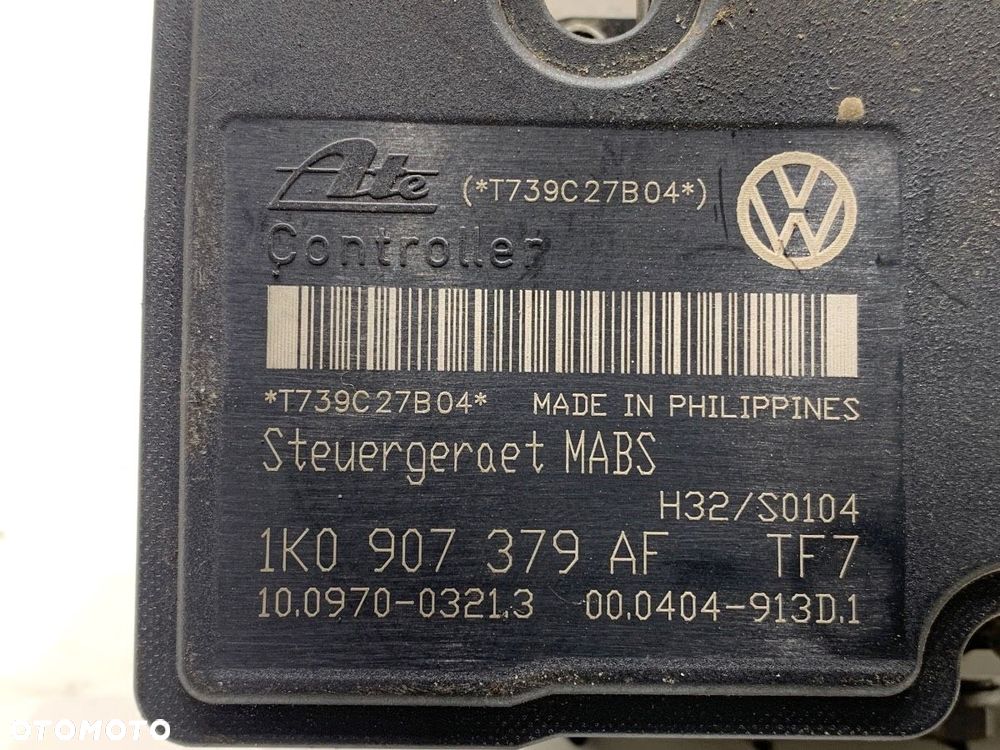 Ate (*T739C27B04*)
Controller
*T739C27B04* MADE IN PHILIPPINES
Steuergeraet MABS
H32/S0104
1K0 907 379 AF TF7
10.0970-0321.3 00.0404-913D.1
OTOMOTO